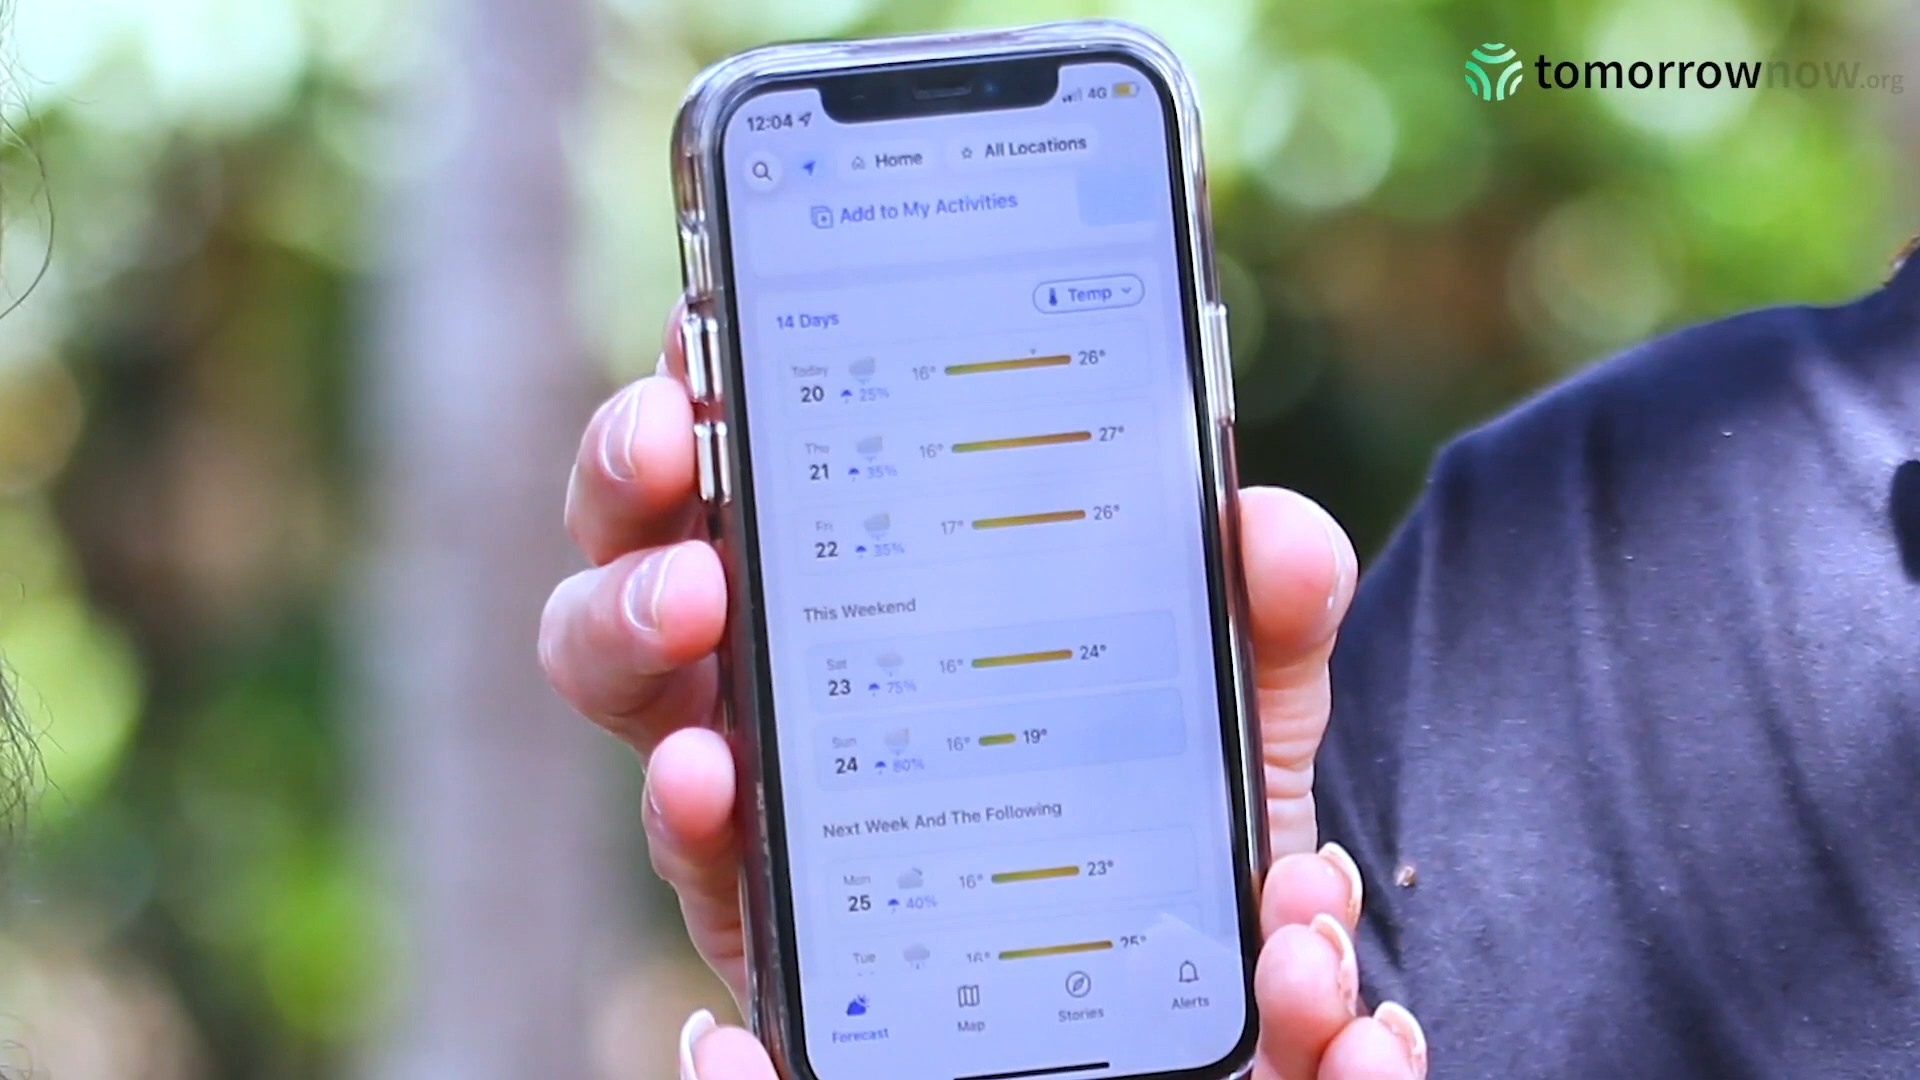 tomorrownow.org
12:04
4G
Home
All Locations
Add to My Activities
Temp
14 Days
Today
16° 26°
20 25%
Thu
16° 27°
21 35%
Fri
17° 26°
22 35%
This Weekend
Sat
16° 24°
23 75%
Sun
16° 19°
24 80%
Next Week And The Following
Mon
16° 23°
25 40%
Tue
16° 25°
Forecast
Map
Stories
Alerts